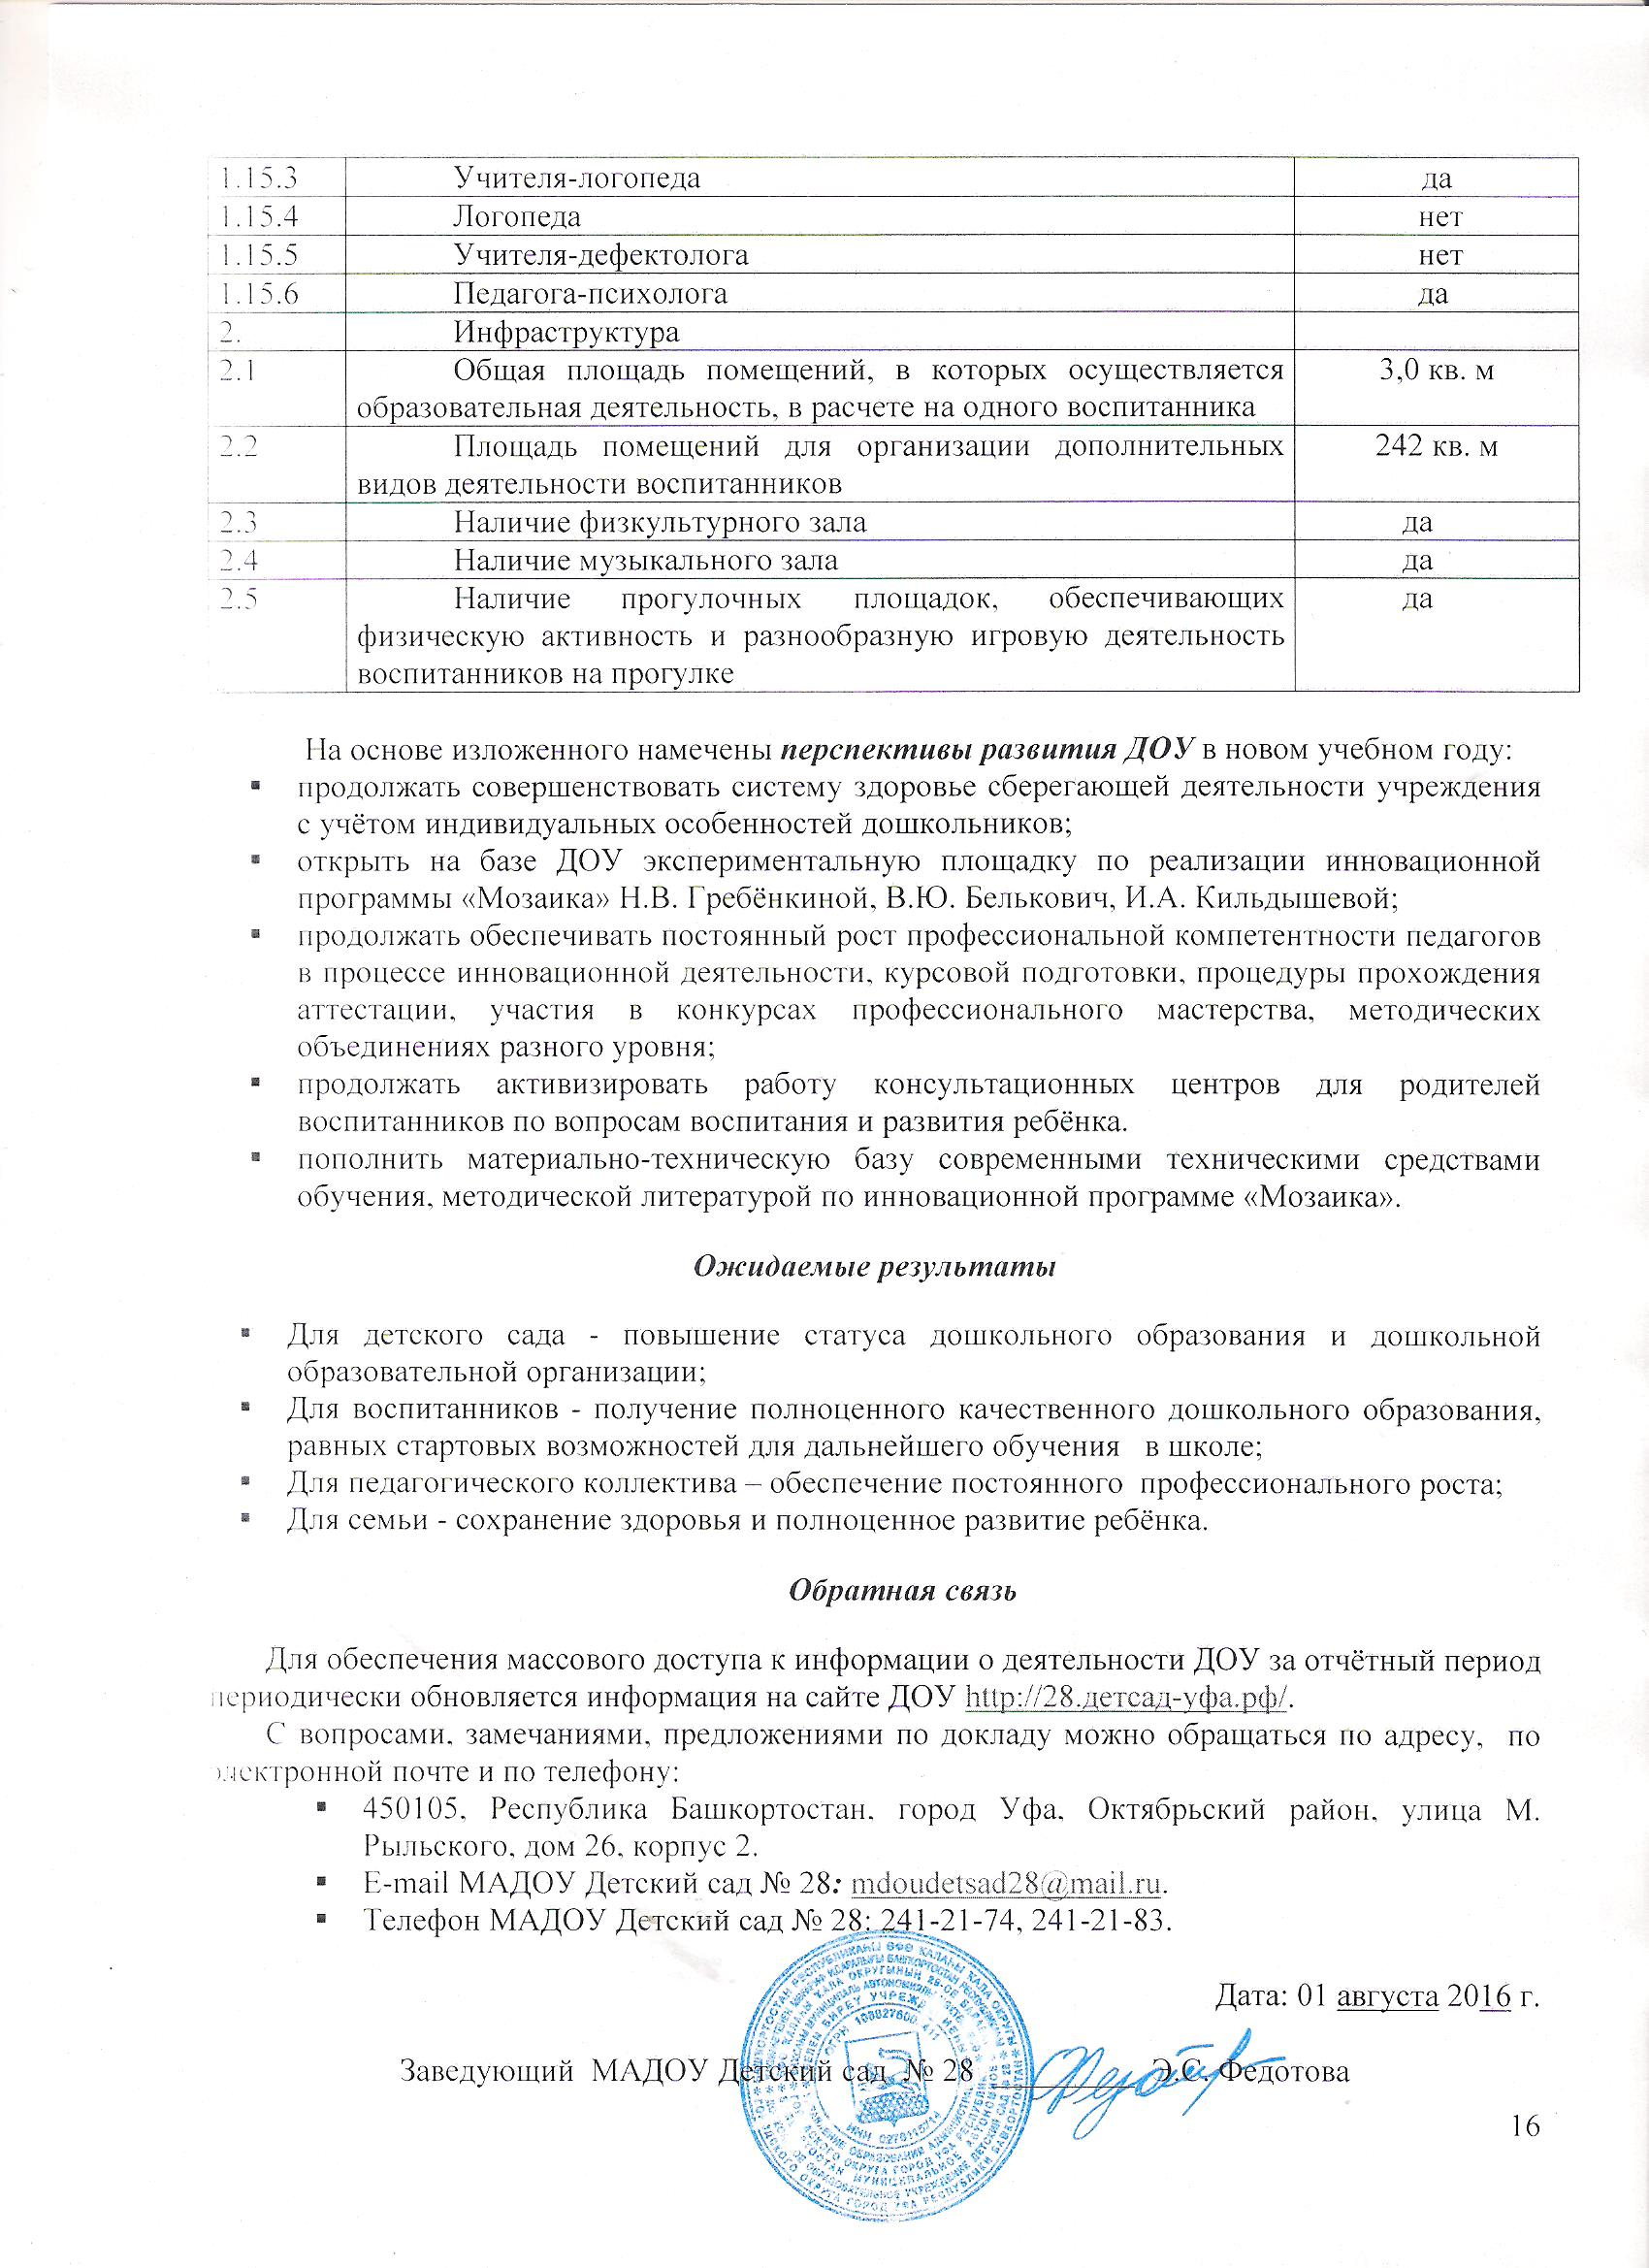 1.15.3 Учителя-логопеда да
1.15.4 Логопеда нет
1.15.5 Учителя-дефектолога нет
1.15.6 Педагога-психолога да
2. Инфраструктура
2.1 Общая площадь помещений, в которых осуществляется 3,0 кв. м
образовательная деятельность, в расчете на одного воспитанника
2.2 Площадь помещений для организации дополнительных 242 кв. м
видов деятельности воспитанников
2.3 Наличие физкультурного зала да
2.4 Наличие музыкального зала да
2.5 Наличие прогулочных площадок, обеспечивающих да
физическую активность и разнообразную игровую деятельность
воспитанников на прогулке
На основе изложенного намечены перспективы развития ДОУ в новом учебном году:
▪ продолжать совершенствовать систему здоровье сберегающей деятельности учреждения
с учётом индивидуальных особенностей дошкольников;
▪ открыть на базе ДОУ экспериментальную площадку по реализации инновационной
программы «Мозаика» Н.В. Гребёнкиной, В.Ю. Белькович, И.А. Кильдышевой;
▪ продолжать обеспечивать постоянный рост профессиональной компетентности педагогов
в процессе инновационной деятельности, курсовой подготовки, процедуры прохождения
аттестации, участия в конкурсах профессионального мастерства, методических
объединениях разного уровня;
▪ продолжать активизировать работу консультационных центров для родителей
воспитанников по вопросам воспитания и развития ребёнка.
▪ пополнить материально-техническую базу современными техническими средствами
обучения, методической литературой по инновационной программе «Мозаика».
Ожидаемые результаты
▪ Для детского сада - повышение статуса дошкольного образования и дошкольной
образовательной организации;
▪ Для воспитанников - получение полноценного качественного дошкольного образования,
равных стартовых возможностей для дальнейшего обучения в школе;
▪ Для педагогического коллектива – обеспечение постоянного профессионального роста;
▪ Для семьи - сохранение здоровья и полноценное развитие ребёнка.
Обратная связь
Для обеспечения массового доступа к информации о деятельности ДОУ за отчётный период
периодически обновляется информация на сайте ДОУ http://28.детсад-уфа.рф/.
С вопросами, замечаниями, предложениями по докладу можно обращаться по адресу, по
электронной почте и по телефону:
▪ 450105, Республика Башкортостан, город Уфа, Октябрьский район, улица М.
Рыльского, дом 26, корпус 2.
▪ E-mail МАДОУ Детский сад № 28: mdoudetsad28@mail.ru.
▪ Телефон МАДОУ Детский сад № 28: 241-21-74, 241-21-83.
Дата: 01 августа 2016 г.
Заведующий МАДОУ Детский сад № 28 Э.С. Федотова
16